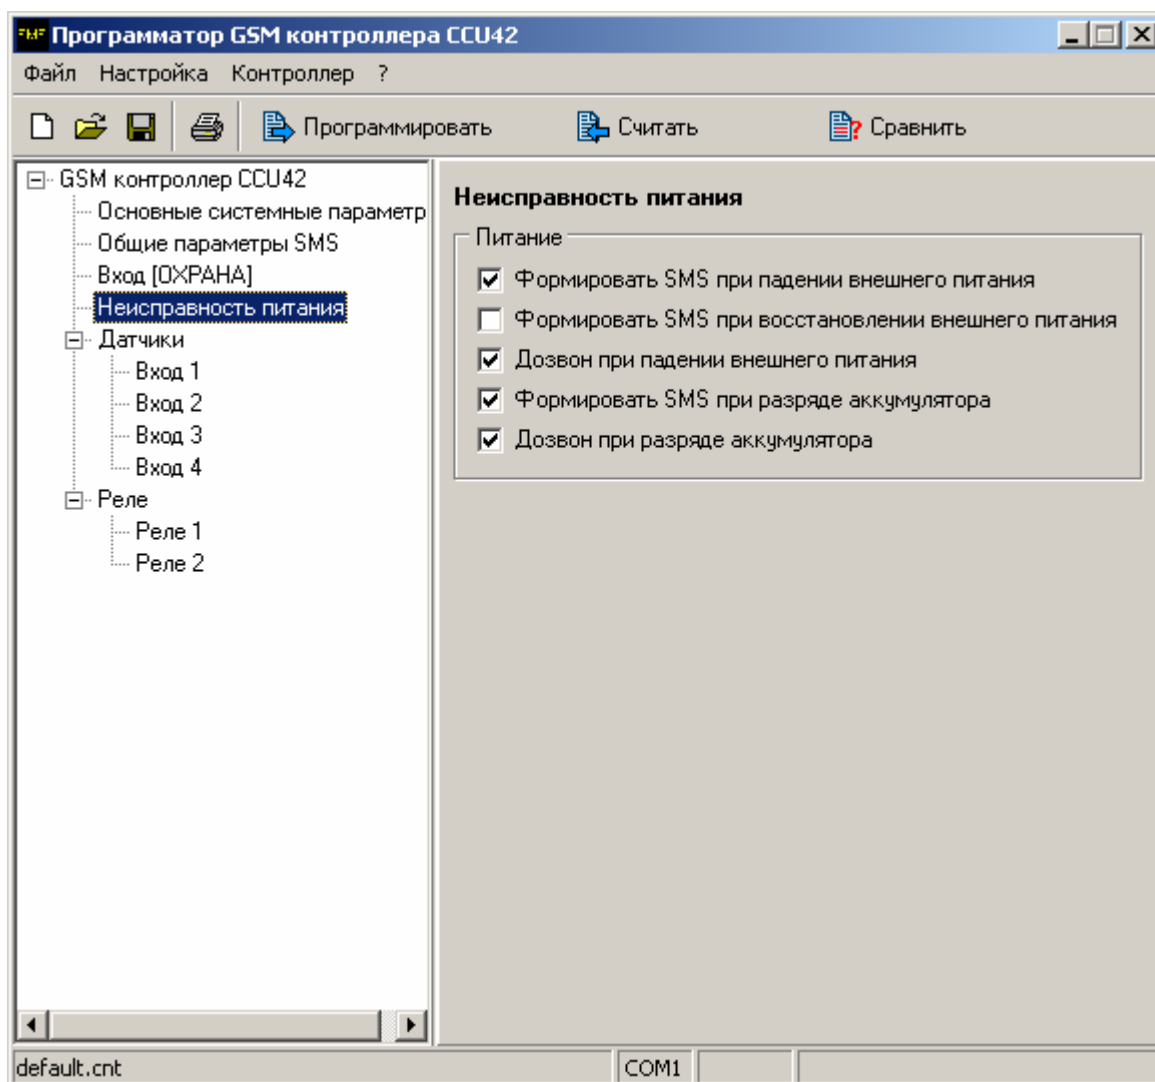 Программатор GSM контроллера CCU42
Файл Настройка Контроллер ?
Программировать Считать Сравнить
GSM контроллер CCU42
Основные системные параметр
Общие параметры SMS
Вход [ОХРАНА]
Неисправность питания
Датчики
Вход 1
Вход 2
Вход 3
Вход 4
Реле
Реле 1
Реле 2
Неисправность питания
Питание
Формировать SMS при падении внешнего питания
Формировать SMS при восстановлении внешнего питания
Дозвон при падении внешнего питания
Формировать SMS при разряде аккумулятора
Дозвон при разряде аккумулятора
default.cnt COM1